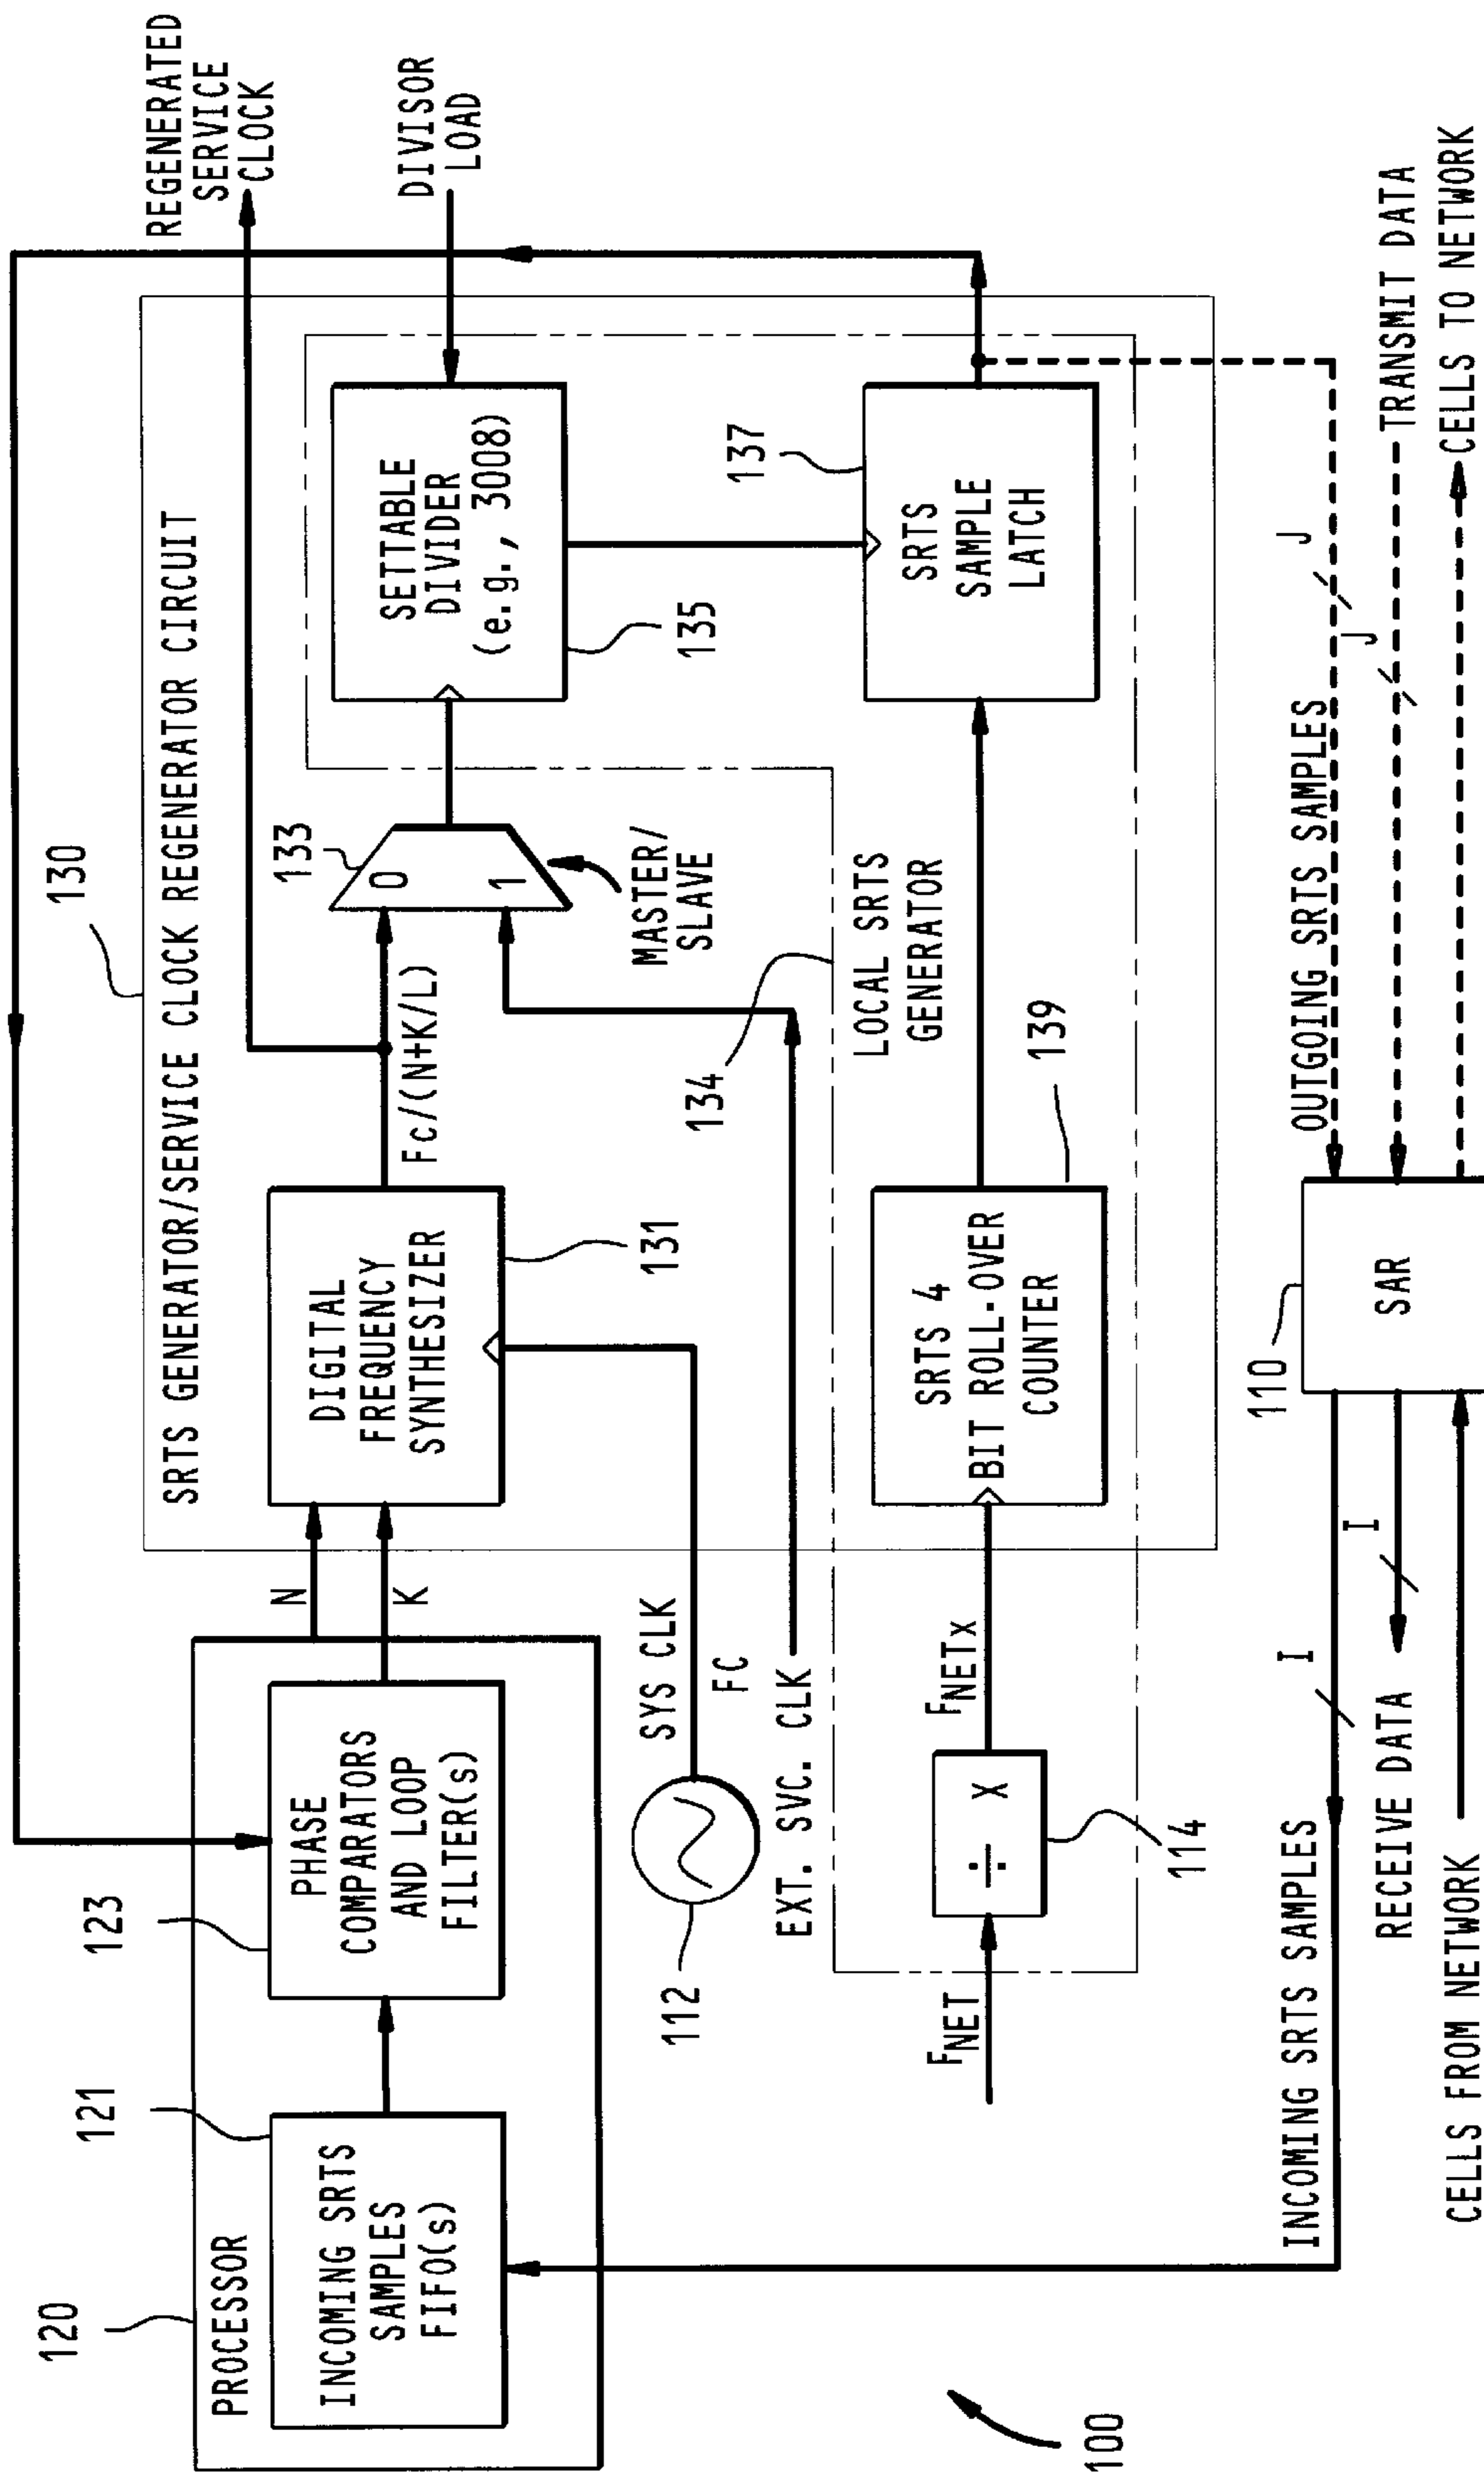 130
SRTS GENERATOR/SERVICE CLOCK REGENERATOR CIRCUIT
REGENERATED
SERVICE
CLOCK
DIVISOR
LOAD
120
PROCESSOR
121
INCOMING SRTS
SAMPLES
FIFO(s)
123
PHASE
COMPARATORS
AND LOOP
FILTER(s)
N
K
DIGITAL
FREQUENCY
SYNTHESIZER
131
Fc/(N+K/L)
133
0
1
MASTER/
SLAVE
SETTABLE
DIVIDER
(e.g., 3008)
135
137
SRTS
SAMPLE
LATCH
112
SYS CLK
FC
EXT. SVC. CLK
134
LOCAL SRTS
GENERATOR
FNET
÷ X
114
FNETX
SRTS 4
BIT ROLL-OVER
COUNTER
139
100
INCOMING SRTS SAMPLES
I
RECEIVE DATA
I
CELLS FROM NETWORK
110
SAR
OUTGOING SRTS SAMPLES
J
J
TRANSMIT DATA
CELLS TO NETWORK